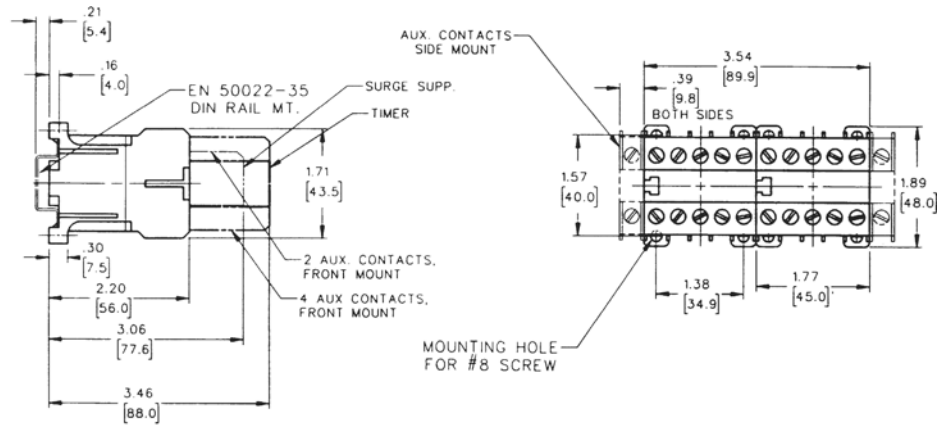 .21
[5.4]
.16
[4.0]
EN 50022-35
DIN RAIL MT.
SURGE SUPP.
TIMER
1.71
[43.5]
.30
[7.5]
2 AUX. CONTACTS,
FRONT MOUNT
4 AUX CONTACTS,
FRONT MOUNT
2.20
[56.0]
3.06
[77.6]
3.46
[88.0]
AUX. CONTACTS
SIDE MOUNT
3.54
[89.9]
.39
[9.8]
BOTH SIDES
1.57
[40.0]
1.89
[48.0]
1.38
[34.9]
1.77
[45.0]
MOUNTING HOLE
FOR #8 SCREW